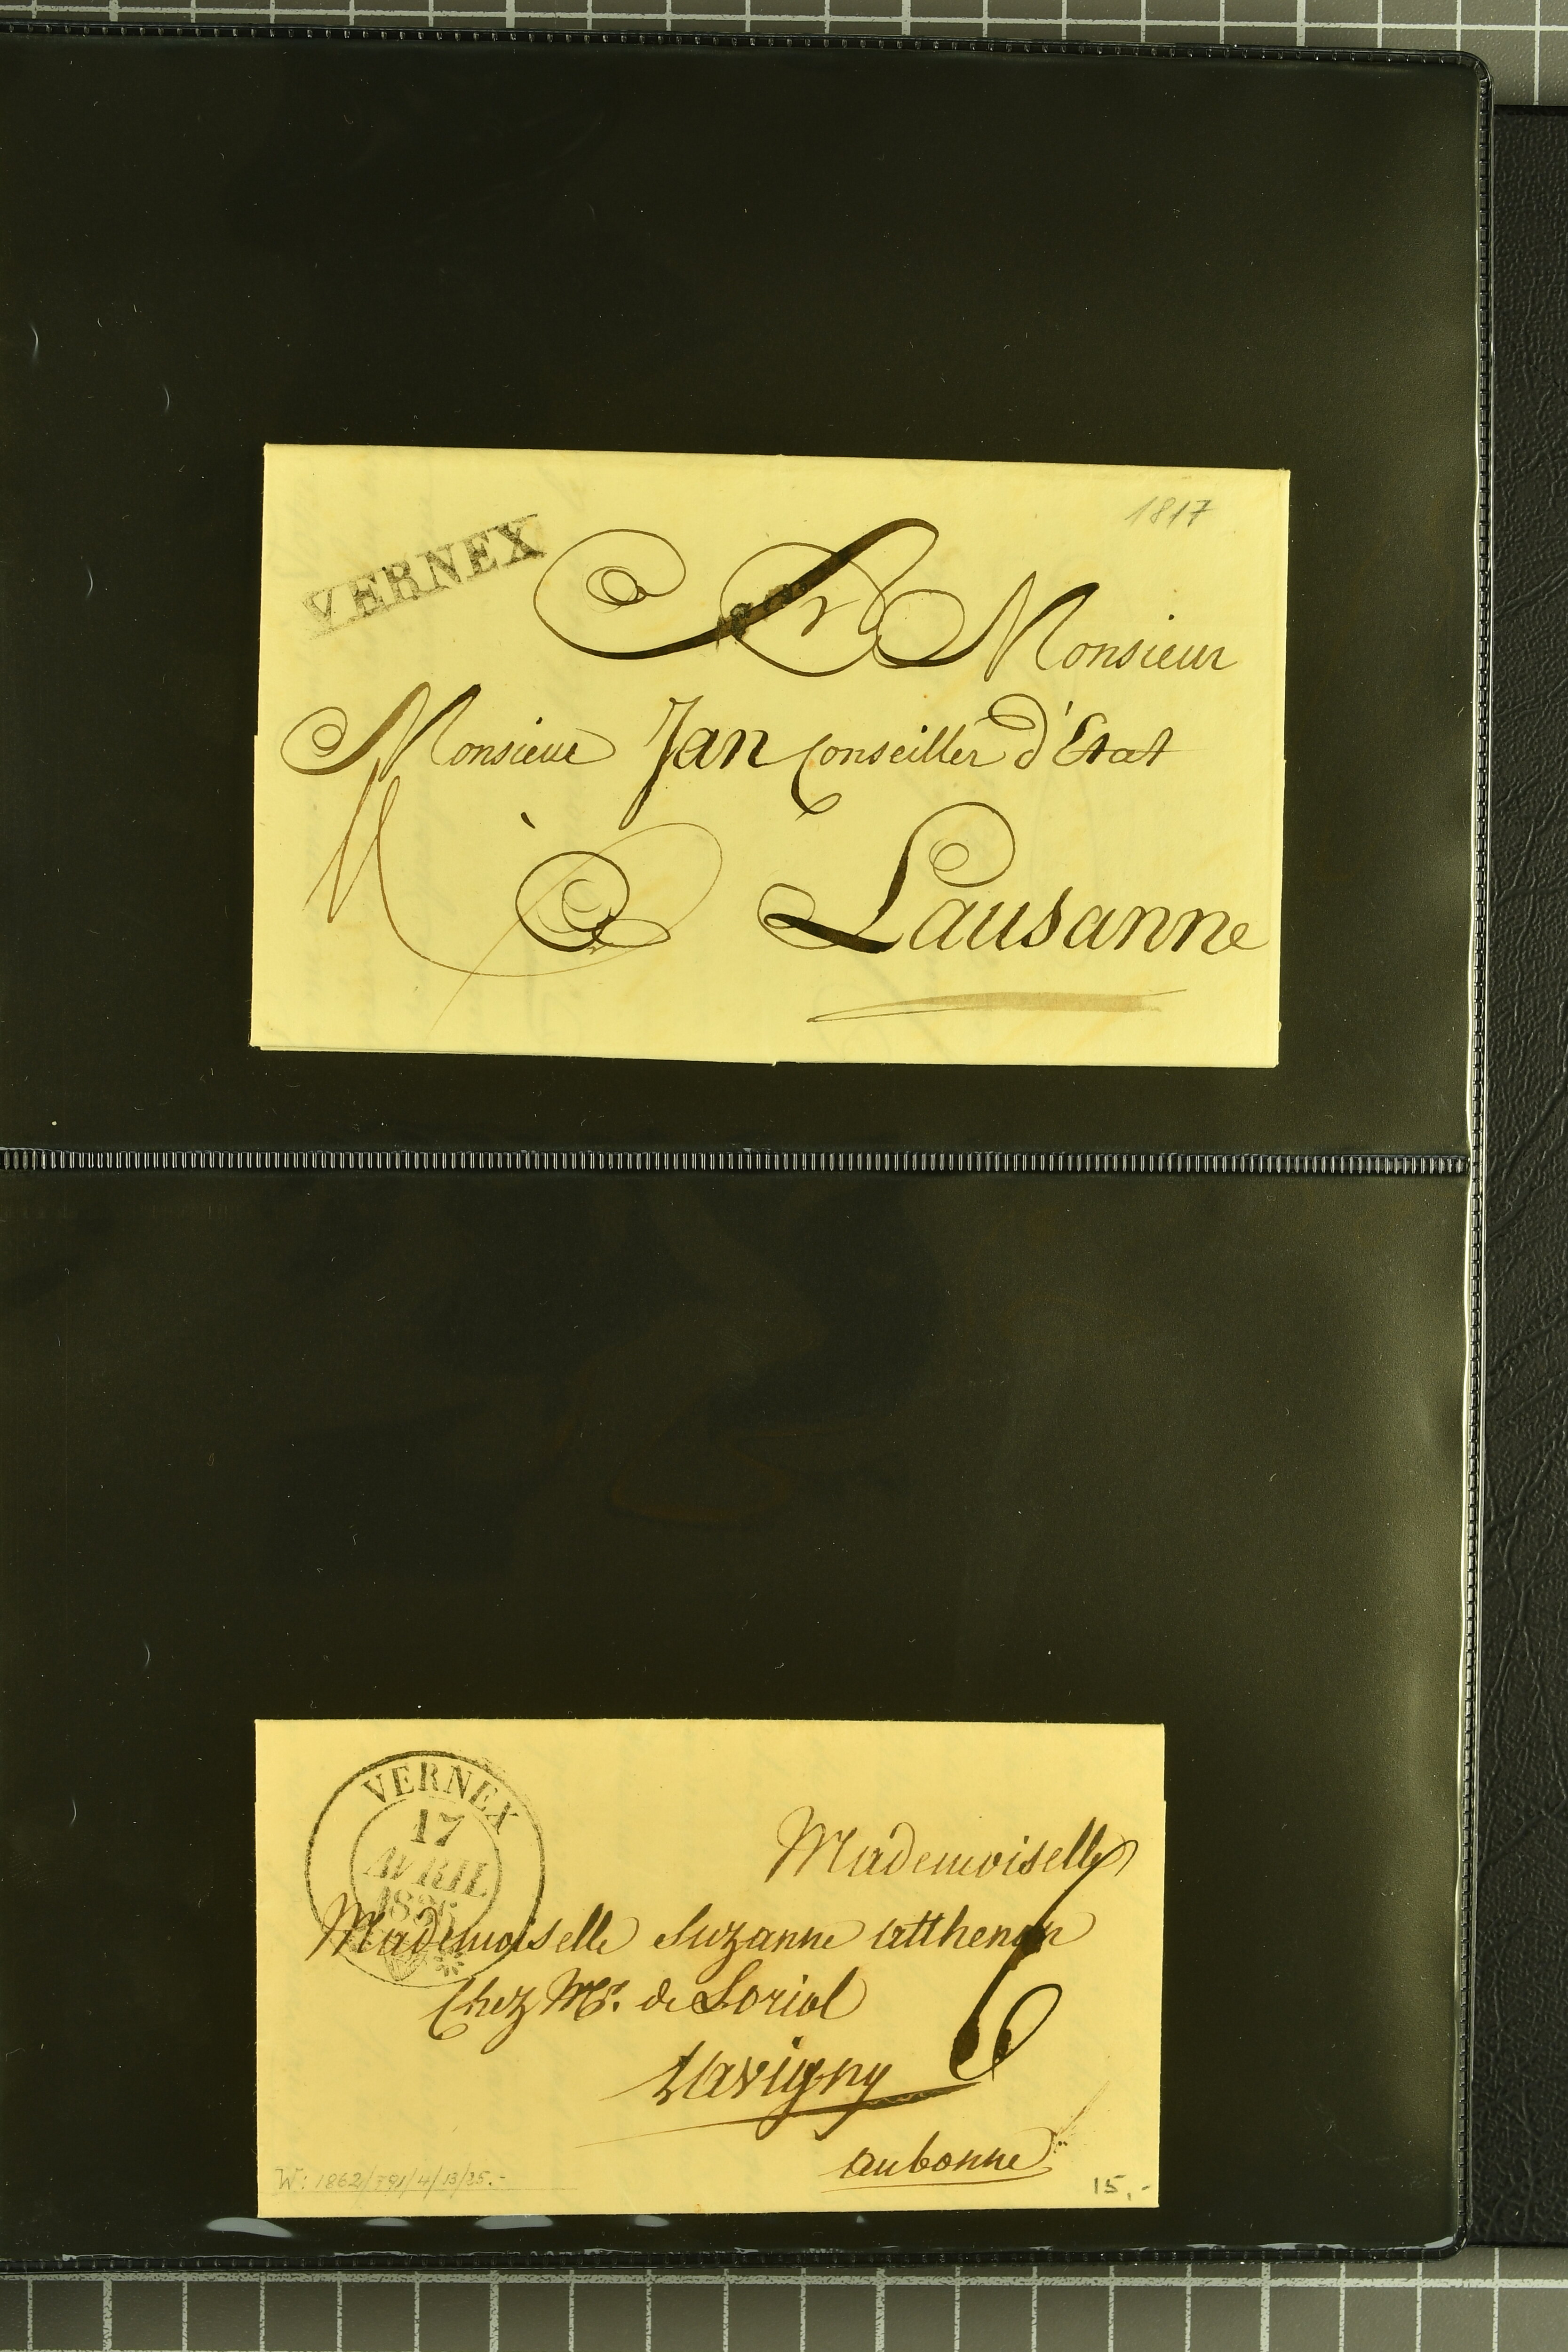 1817
VERNEX
A Monsieur
Monsieur Jan Conseiller d'Etat
à Lausanne
VERNEX
17
AVRIL
Mademoiselle
Mademoiselle Suzanne
Chez Mr. de Loriol
6
Lavigny
aubonne
15.-